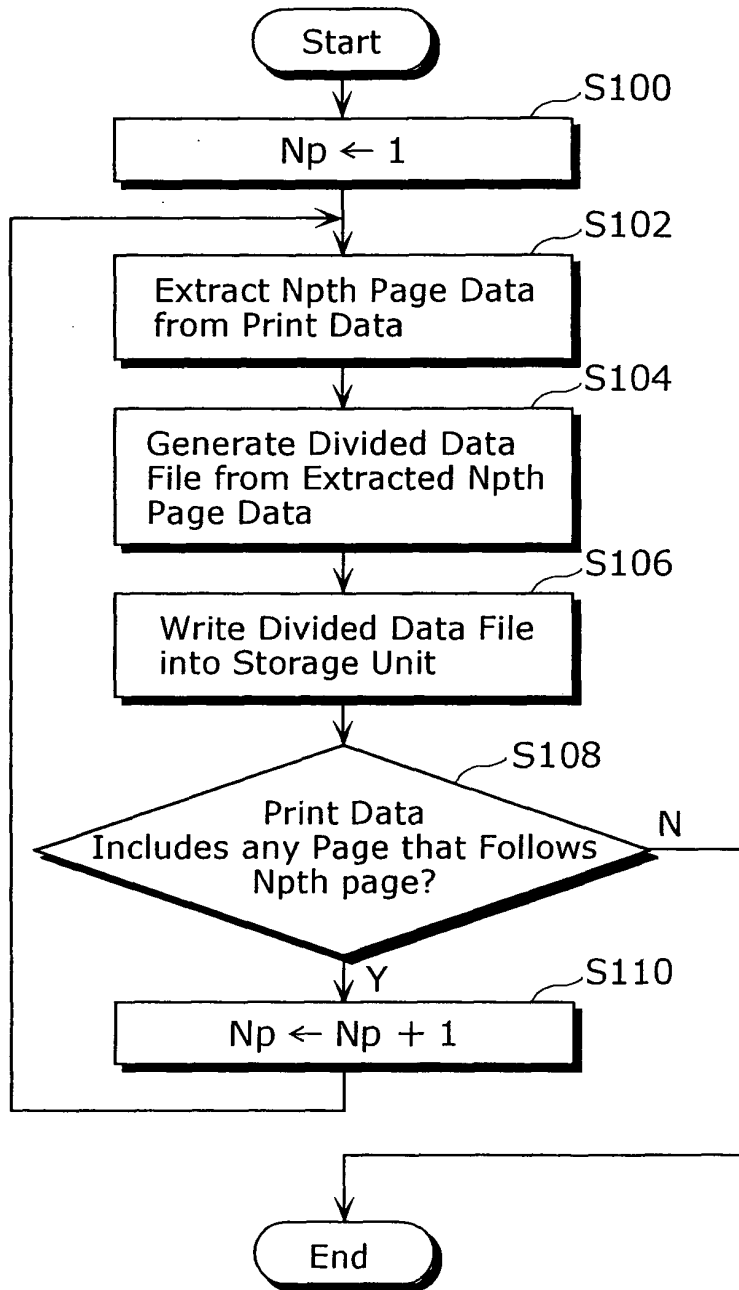 Start
S100
Np ← 1
S102
Extract Npth Page Data
from Print Data
S104
Generate Divided Data
File from Extracted Npth
Page Data
S106
Write Divided Data File
into Storage Unit
S108
Print Data
Includes any Page that Follows
Npth page?
N
Y
S110
Np ← Np + 1
End